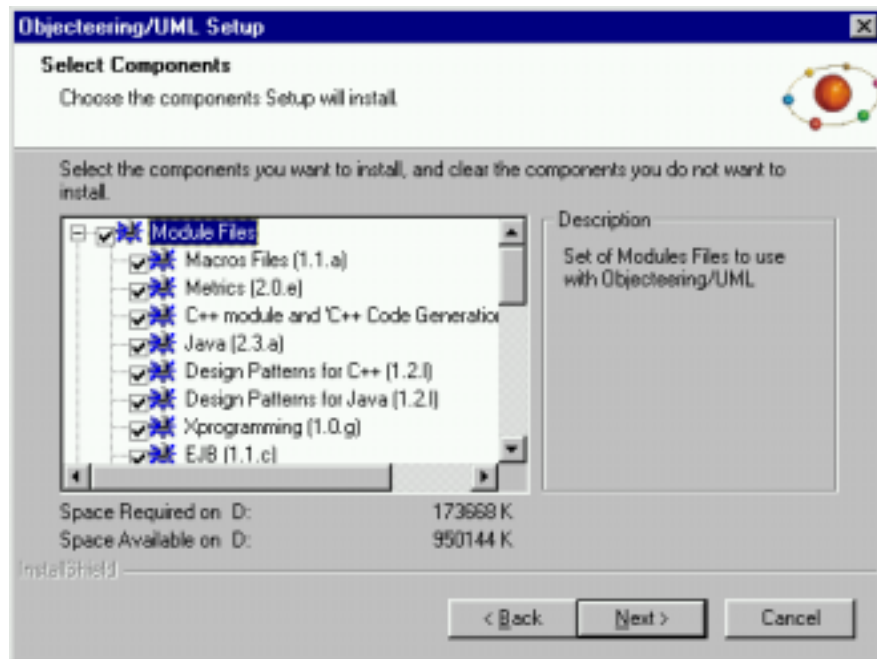 Objecteering/UML Setup
Select Components
Choose the components Setup will install.
Select the components you want to install, and clear the components you do not want to
install.
Module Files
Macros Files (1.1.a)
Metrics (2.0.e)
C++ module and 'C++ Code Generation
Java (2.3.a)
Design Patterns for C++ (1.2.l)
Design Patterns for Java (1.2.l)
Xprogramming (1.0.g)
EJB (1.1.c)
Description
Set of Modules Files to use
with Objecteering/UML
Space Required on D: 173668 K
Space Available on D: 950144 K
InstallShield
< Back
Next >
Cancel